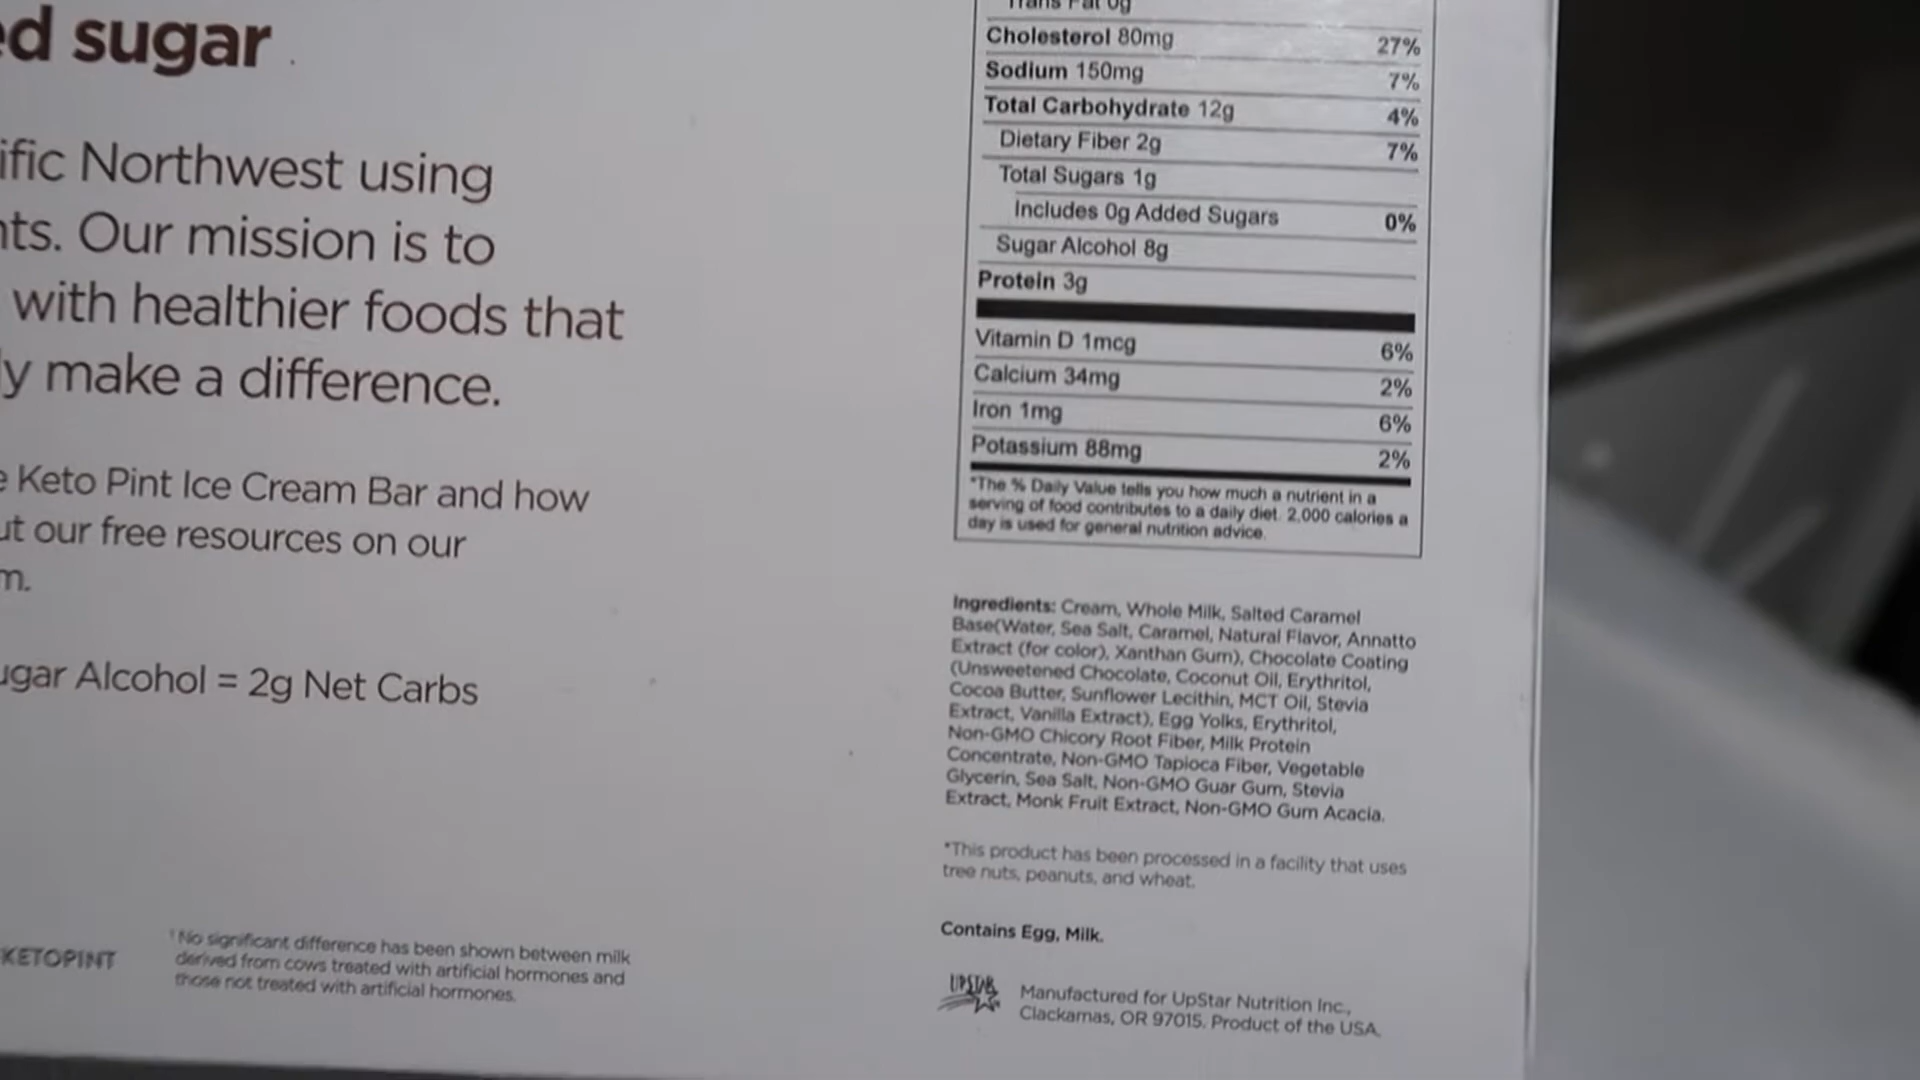 ed sugar
ific Northwest using
nts. Our mission is to
with healthier foods that
ly make a difference.
e Keto Pint Ice Cream Bar and how
ut our free resources on our
m.
ugar Alcohol = 2g Net Carbs
KETOPINT
¹No significant difference has been shown between milk
derived from cows treated with artificial hormones and
those not treated with artificial hormones.
Trans Fat 0g
Cholesterol 80mg 27%
Sodium 150mg 7%
Total Carbohydrate 12g 4%
Dietary Fiber 2g 7%
Total Sugars 1g
Includes 0g Added Sugars 0%
Sugar Alcohol 8g
Protein 3g
Vitamin D 1mcg 6%
Calcium 34mg 2%
Iron 1mg 6%
Potassium 88mg 2%
*The % Daily Value tells you how much a nutrient in a
serving of food contributes to a daily diet. 2,000 calories a
day is used for general nutrition advice.
Ingredients: Cream, Whole Milk, Salted Caramel
Base(Water, Sea Salt, Caramel, Natural Flavor, Annatto
Extract (for color), Xanthan Gum), Chocolate Coating
(Unsweetened Chocolate, Coconut Oil, Erythritol,
Cocoa Butter, Sunflower Lecithin, MCT Oil, Stevia
Extract, Vanilla Extract), Egg Yolks, Erythritol,
Non-GMO Chicory Root Fiber, Milk Protein
Concentrate, Non-GMO Tapioca Fiber, Vegetable
Glycerin, Sea Salt, Non-GMO Guar Gum, Stevia
Extract, Monk Fruit Extract, Non-GMO Gum Acacia.
*This product has been processed in a facility that uses
tree nuts, peanuts, and wheat.
Contains Egg, Milk.
UPSTAR
Manufactured for UpStar Nutrition Inc.,
Clackamas, OR 97015. Product of the USA.